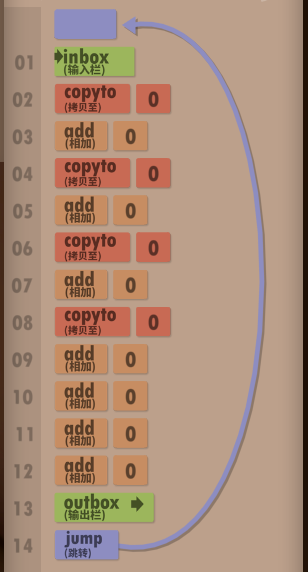 01 inbox
(输入栏)
02 copyto 0
(拷贝至)
03 add 0
(相加)
04 copyto 0
(拷贝至)
05 add 0
(相加)
06 copyto 0
(拷贝至)
07 add 0
(相加)
08 copyto 0
(拷贝至)
09 add 0
(相加)
10 add 0
(相加)
11 add 0
(相加)
12 add 0
(相加)
13 outbox
(输出栏)
14 jump
(跳转)